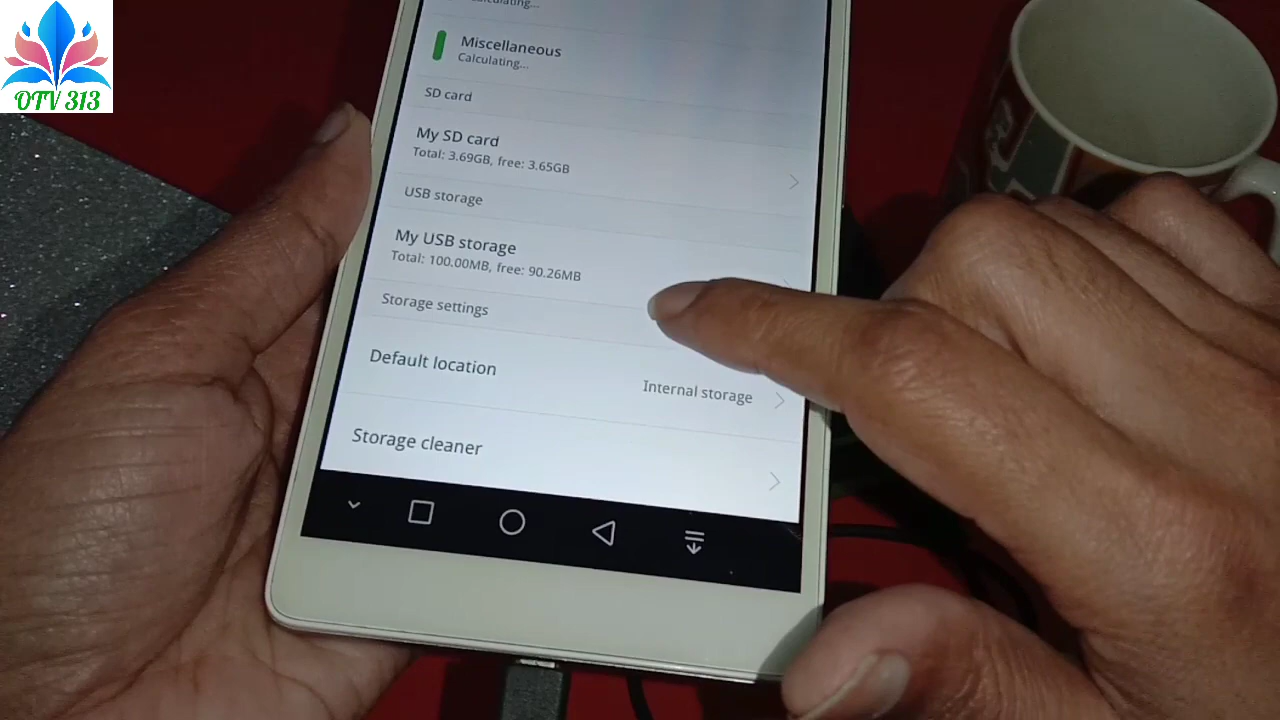 OTV 313
Calculating...
Miscellaneous
Calculating...
SD card
My SD card
Total: 3.69GB, free: 3.65GB
USB storage
My USB storage
Total: 100.00MB, free: 90.26MB
Storage settings
Default location
Internal storage
Storage cleaner